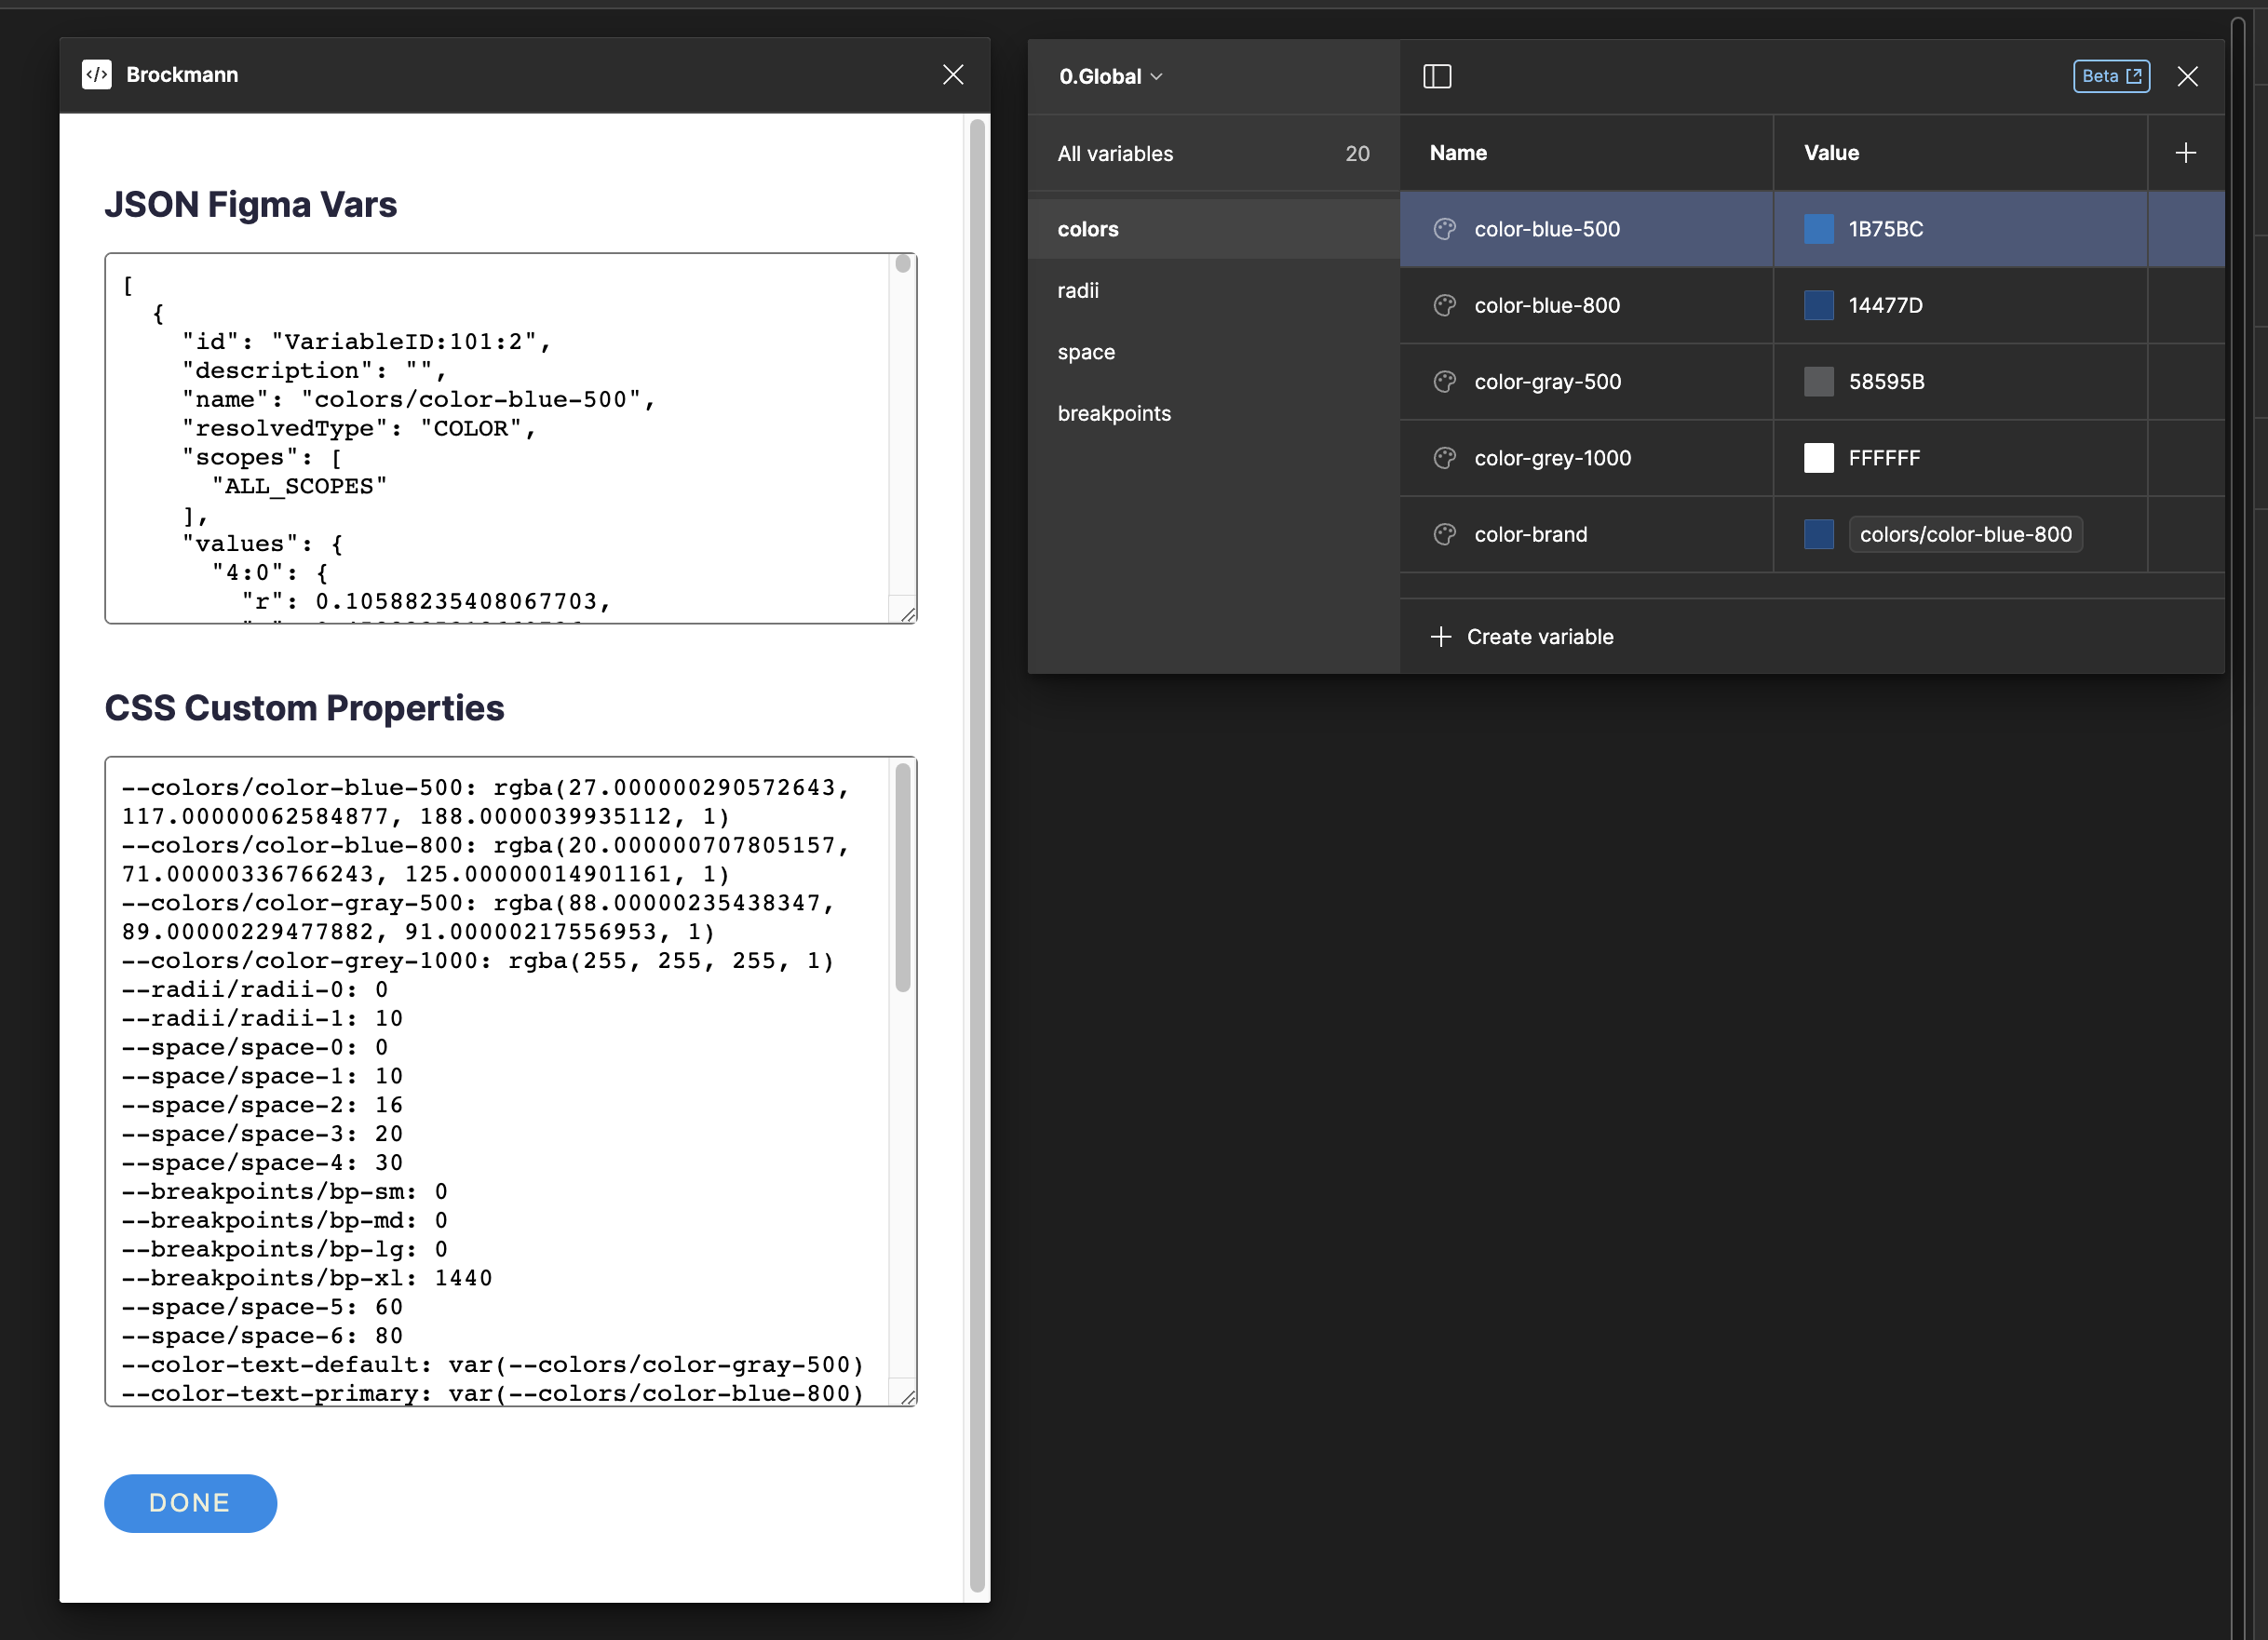 Brockmann
JSON Figma Vars
[
  {
    "id": "VariableID:101:2",
    "description": "",
    "name": "colors/color-blue-500",
    "resolvedType": "COLOR",
    "scopes": [
      "ALL_SCOPES"
    ],
    "values": {
      "4:0": {
        "r": 0.10588235408067703,
CSS Custom Properties
--colors/color-blue-500: rgba(27.000000290572643,
117.00000062584877, 188.0000039935112, 1)
--colors/color-blue-800: rgba(20.000000707805157,
71.00000336766243, 125.00000014901161, 1)
--colors/color-gray-500: rgba(88.00000235438347,
89.00000229477882, 91.00000217556953, 1)
--colors/color-grey-1000: rgba(255, 255, 255, 1)
--radii/radii-0: 0
--radii/radii-1: 10
--space/space-0: 0
--space/space-1: 10
--space/space-2: 16
--space/space-3: 20
--space/space-4: 30
--breakpoints/bp-sm: 0
--breakpoints/bp-md: 0
--breakpoints/bp-lg: 0
--breakpoints/bp-xl: 1440
--space/space-5: 60
--space/space-6: 80
--color-text-default: var(--colors/color-gray-500)
--color-text-primary: var(--colors/color-blue-800)
DONE
0.Global
Beta
All variables 20
colors
radii
space
breakpoints
Name Value
color-blue-500 1B75BC
color-blue-800 14477D
color-gray-500 58595B
color-grey-1000 FFFFFF
color-brand colors/color-blue-800
Create variable